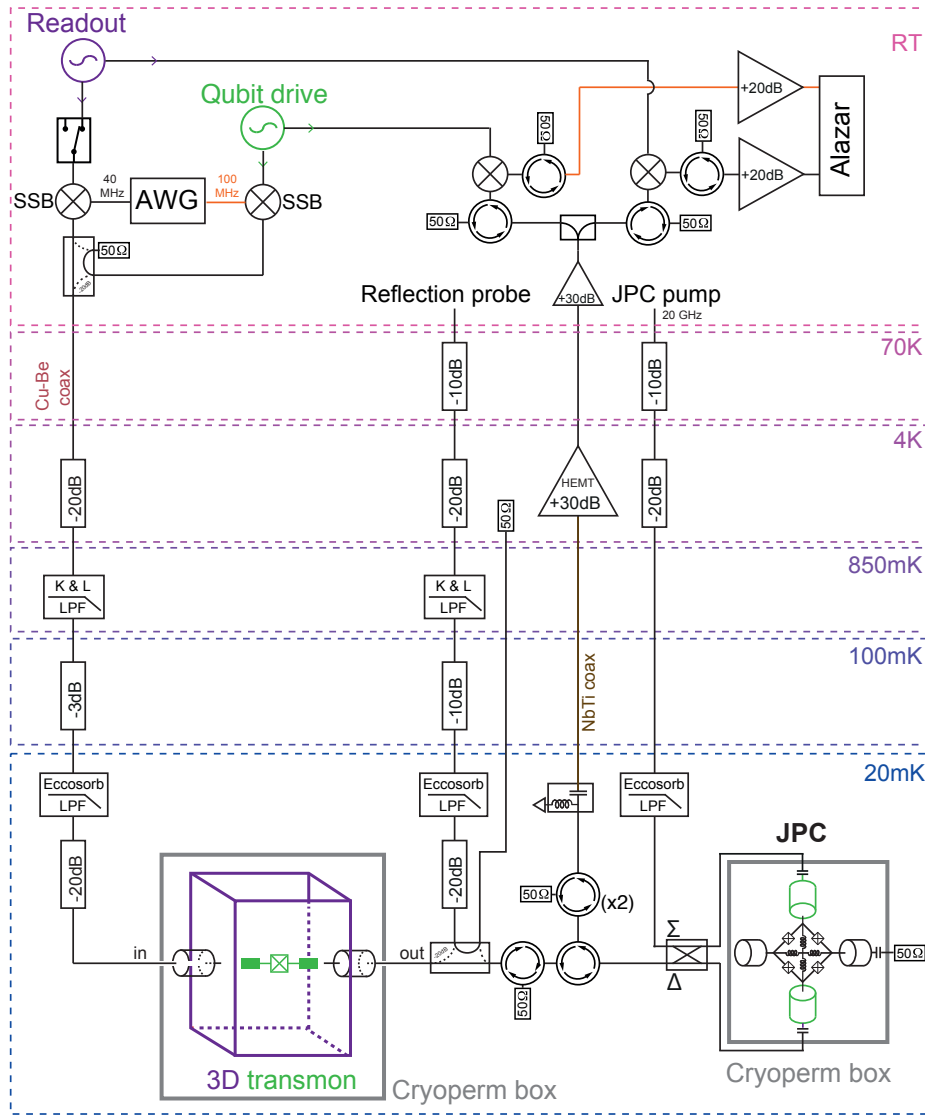 Readout
RT
Qubit drive
+20dB
50Ω
50Ω
Alazar
40
MHz
100
MHz
SSB
AWG
SSB
+20dB
50Ω
50Ω
50Ω
-20dB
+30dB
Reflection probe
JPC pump
20 GHz
70K
Cu-Be
coax
-10dB
-10dB
4K
-20dB
-20dB
HEMT
+30dB
-20dB
50Ω
850mK
K & L
LPF
K & L
LPF
100mK
-3dB
-10dB
NbTi coax
20mK
Eccosorb
LPF
Eccosorb
LPF
Eccosorb
LPF
JPC
-20dB
-20dB
50Ω
(x2)
in
out
-20dB
Σ
Δ
50Ω
50Ω
3D transmon
Cryoperm box
Cryoperm box